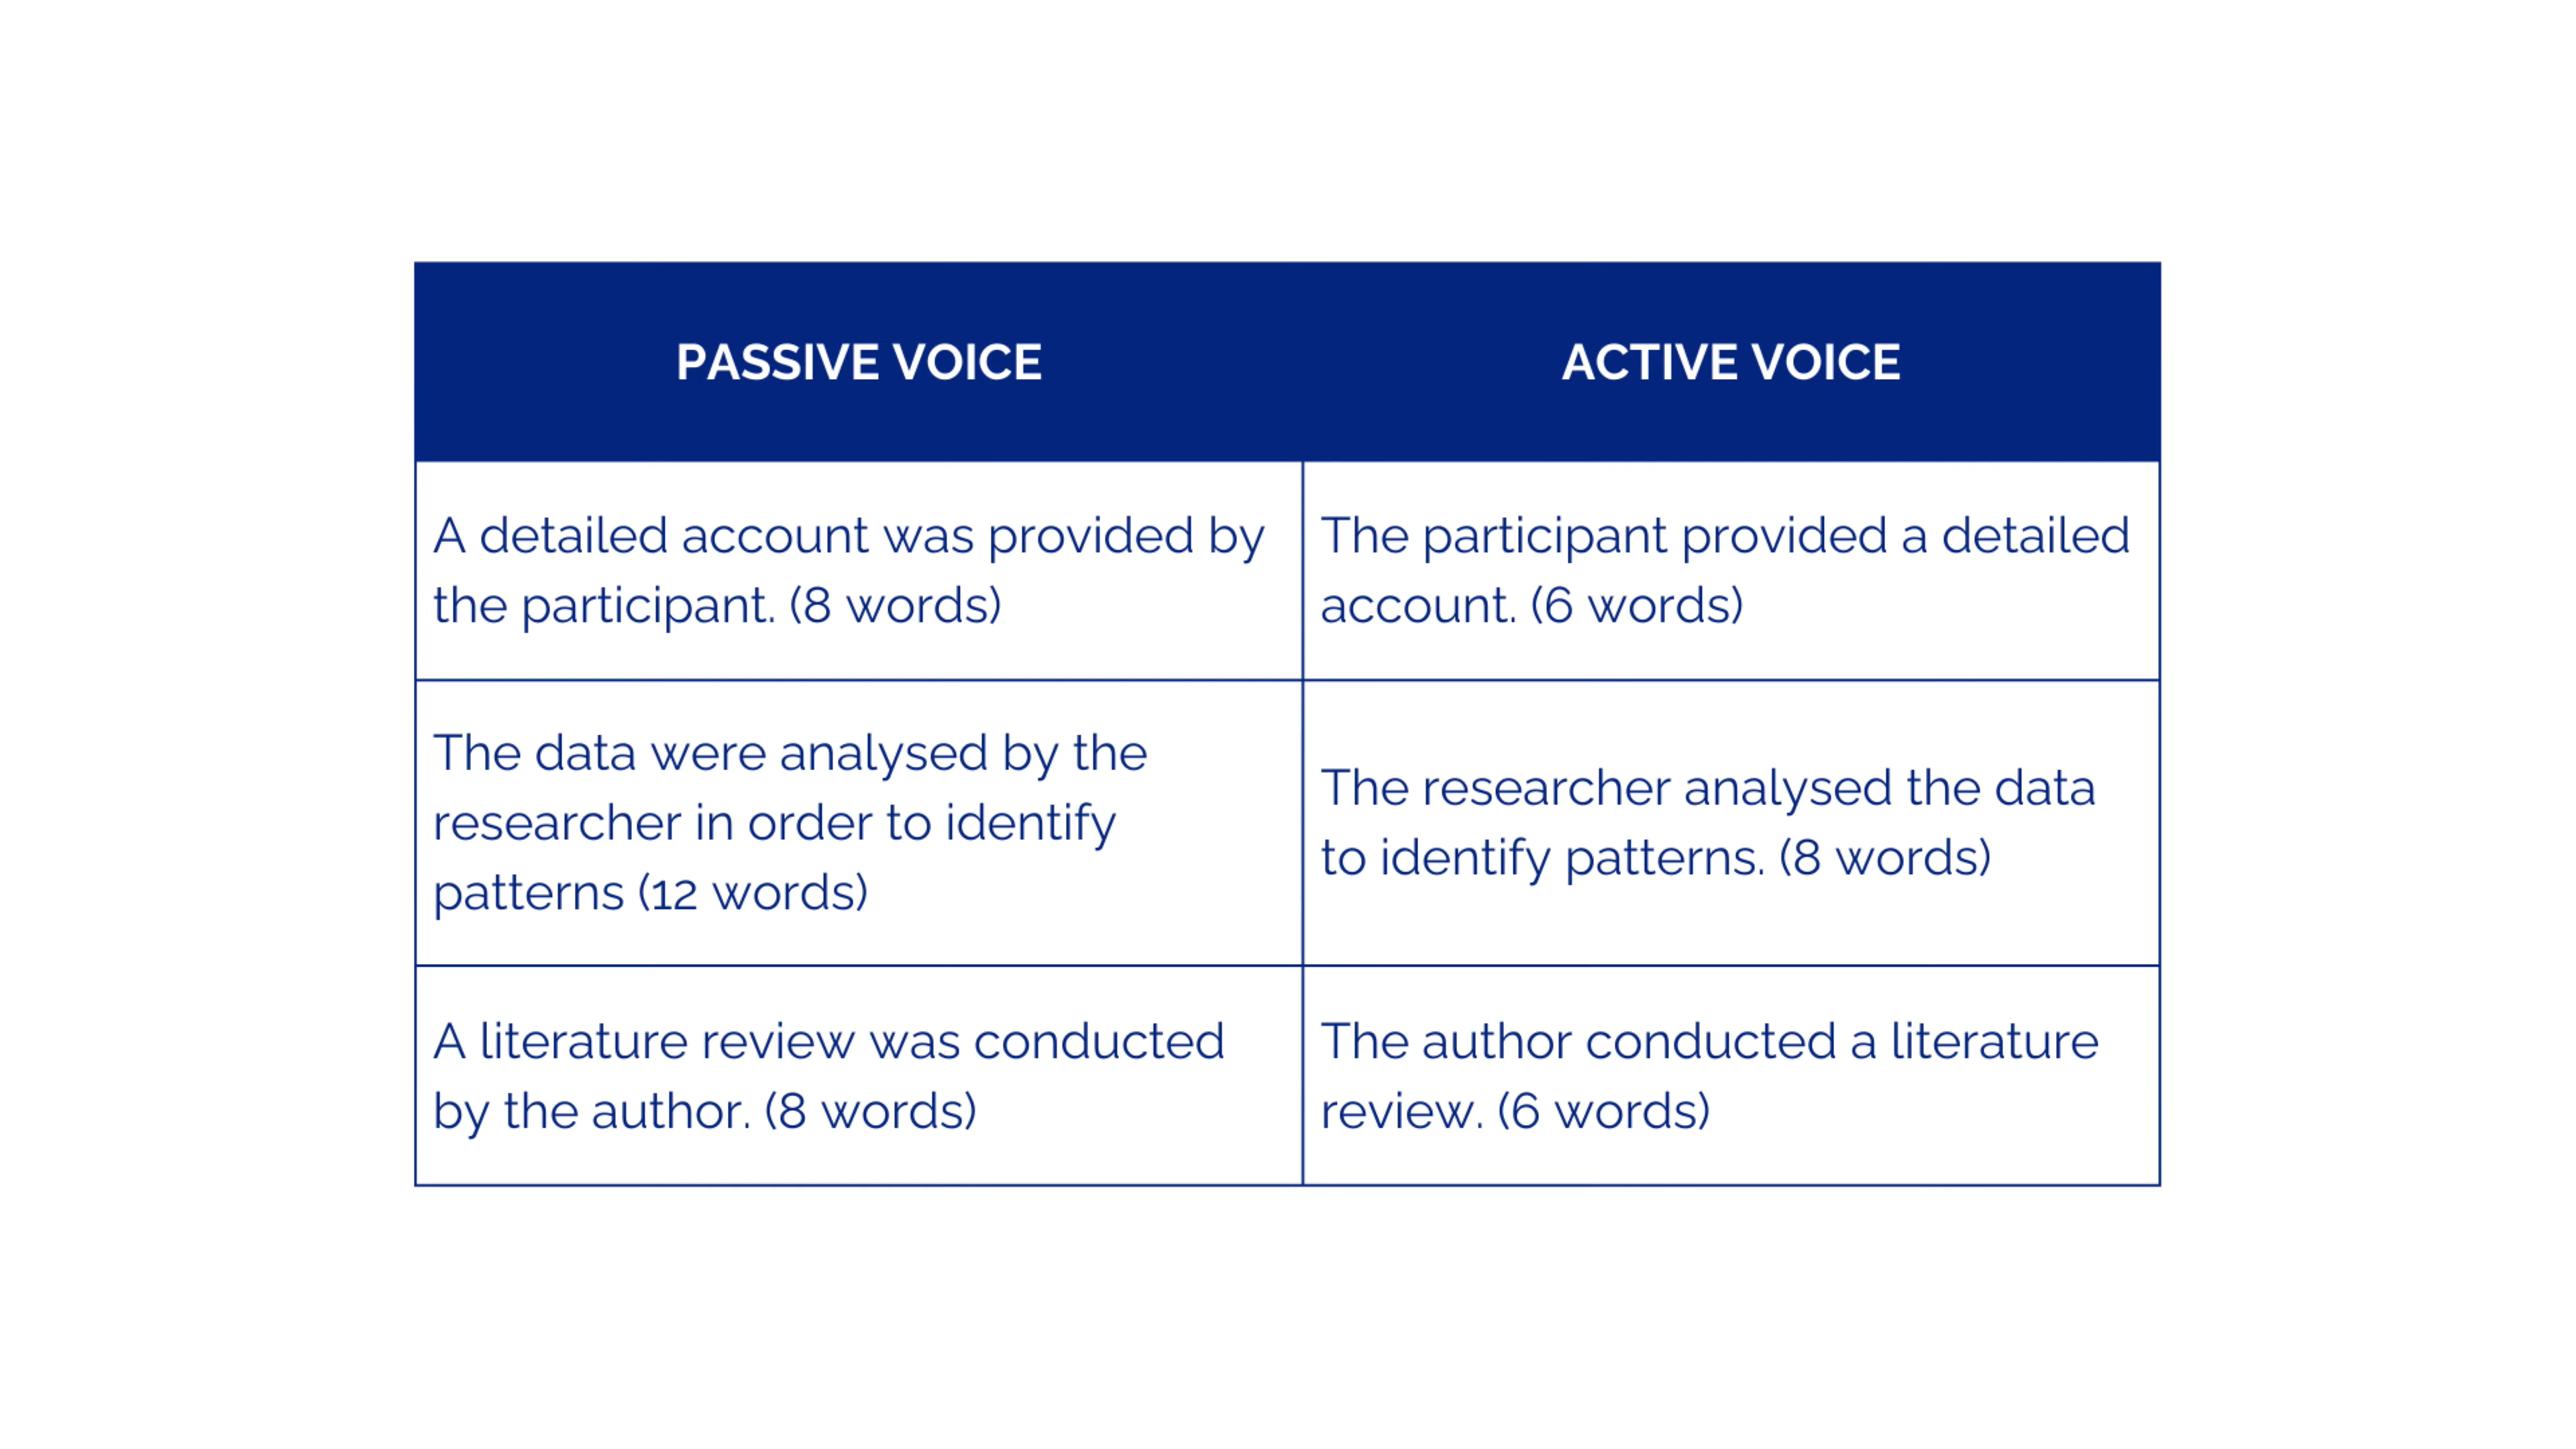 PASSIVE VOICE
ACTIVE VOICE
A detailed account was provided by
the participant. (8 words)
The participant provided a detailed
account. (6 words)
The data were analysed by the
researcher in order to identify
patterns (12 words)
The researcher analysed the data
to identify patterns. (8 words)
A literature review was conducted
by the author. (8 words)
The author conducted a literature
review. (6 words)